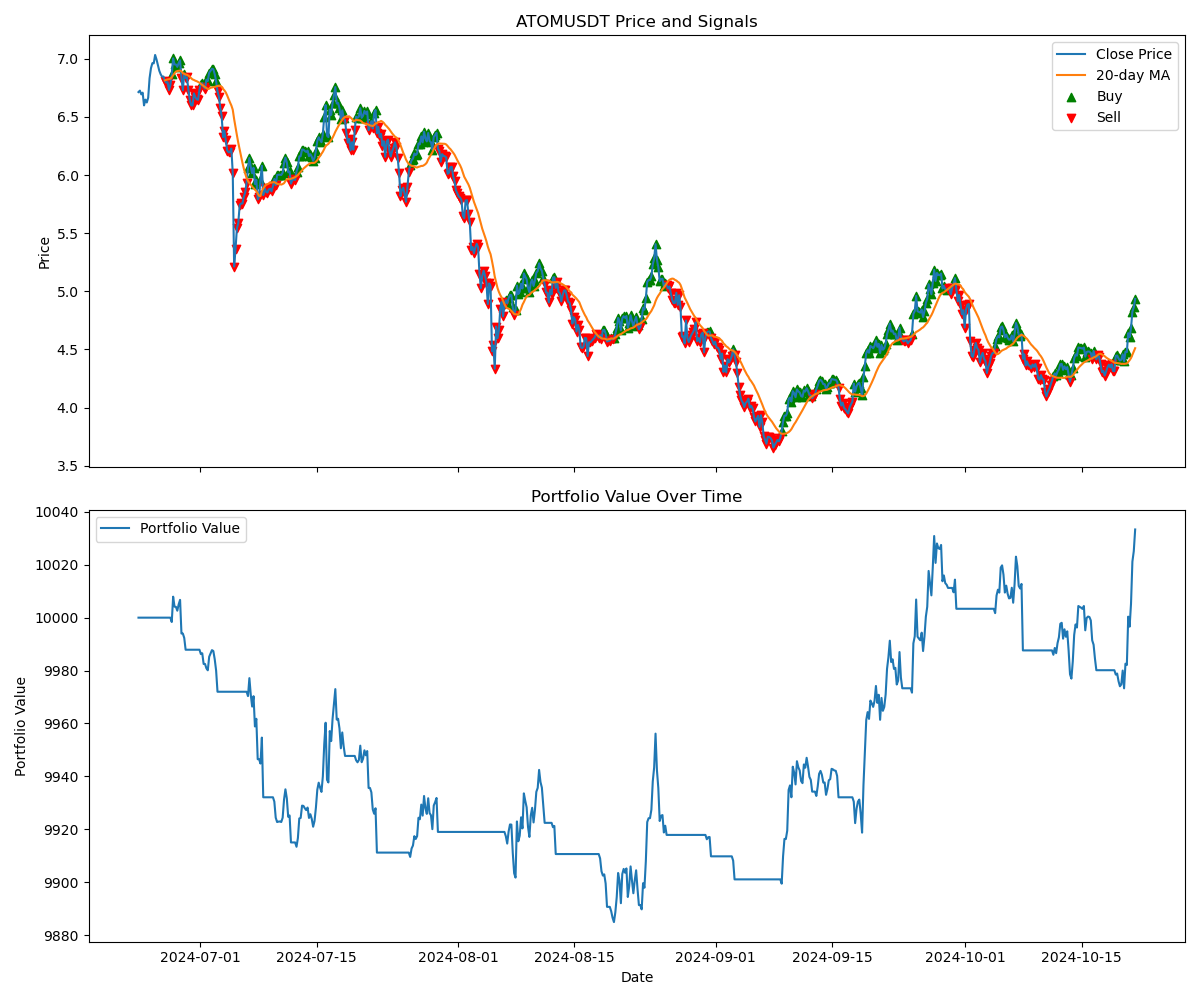 ATOMUSDT Price and Signals
Price
7.0
6.5
6.0
5.5
5.0
4.5
4.0
3.5
Close Price
20-day MA
Buy
Sell
Portfolio Value Over Time
Portfolio Value
10040
10020
10000
9980
9960
9940
9920
9900
9880
Portfolio Value
2024-07-01 2024-07-15 2024-08-01 2024-08-15 2024-09-01 2024-09-15 2024-10-01 2024-10-15
Date